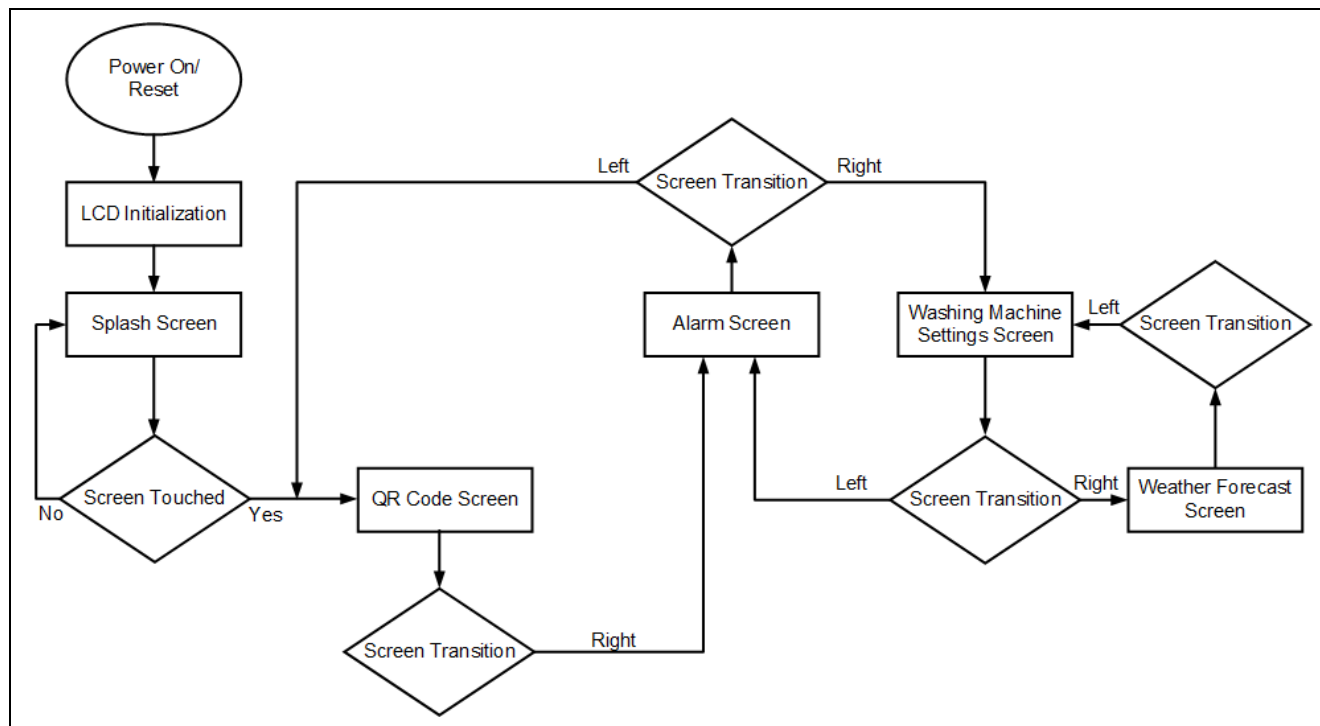 Power On/
Reset
LCD Initialization
Splash Screen
Screen Touched
No
Yes
QR Code Screen
Screen Transition
Right
Alarm Screen
Screen Transition
Left
Right
Washing Machine
Settings Screen
Screen Transition
Left
Right
Weather Forecast
Screen
Screen Transition
Left